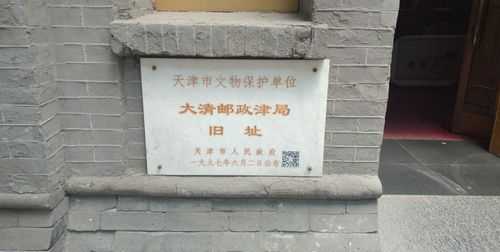 天津市文物保护单位
大清邮政津局
旧址
天津市人民政府
一九九七年六月二日公布